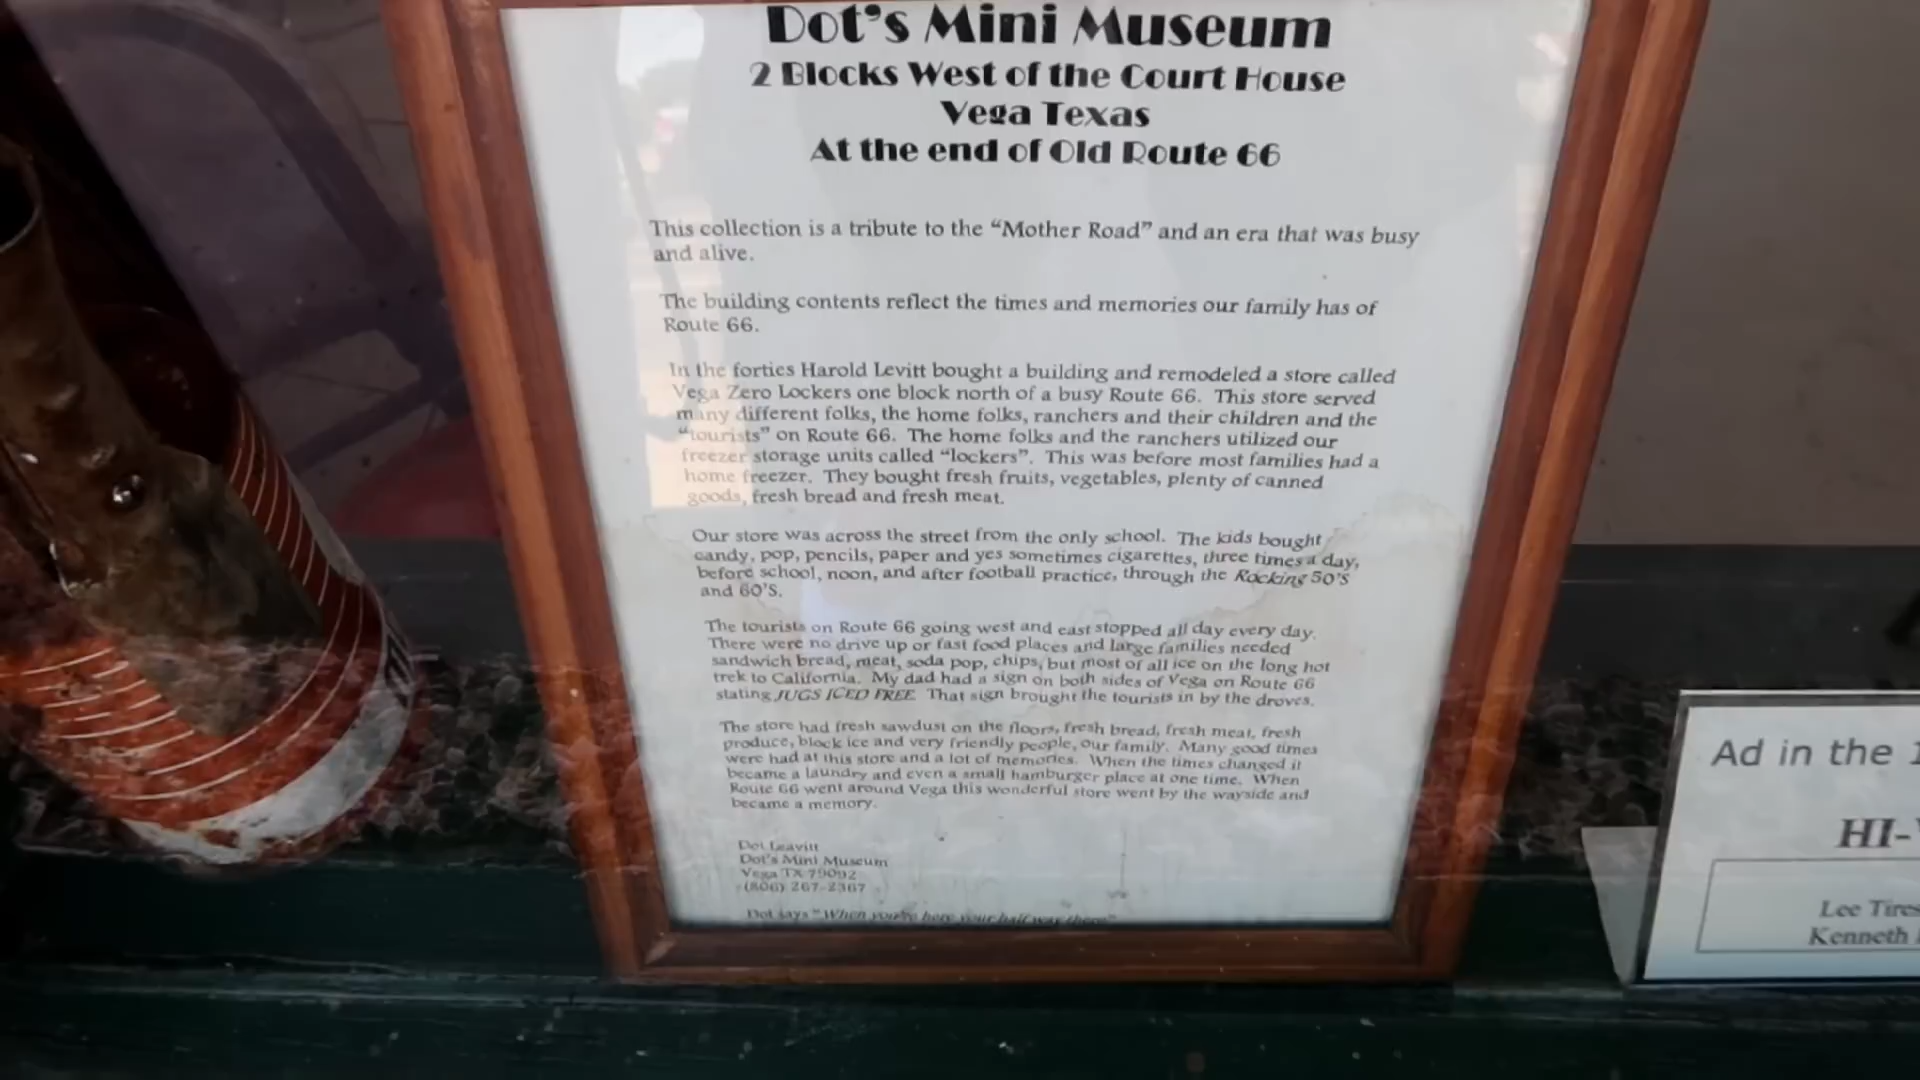 Dot's Mini Museum
2 Blocks West of the Court House
Vega Texas
At the end of Old Route 66
This collection is a tribute to the “Mother Road” and an era that was busy
and alive.
The building contents reflect the times and memories our family has of
Route 66.
In the forties Harold Levitt bought a building and remodeled a store called
Vega Zero Lockers one block north of a busy Route 66. This store served
many different folks, the home folks, ranchers and their children and the
“tourists” on Route 66. The home folks and the ranchers utilized our
freezer storage units called “lockers”. This was before most families had a
home freezer. They bought fresh fruits, vegetables, plenty of canned
goods, fresh bread and fresh meat.
Our store was across the street from the only school. The kids bought
candy, pop, pencils, paper and yes sometimes cigarettes, three times a day,
before school, noon, and after football practice, through the Rocking 50'S
and 60'S.
The tourists on Route 66 going west and east stopped all day every day.
There were no drive up or fast food places and large families needed
sandwich bread, meat, soda pop, chips, but most of all ice on the long hot
trek to California. My dad had a sign on both sides of Vega on Route 66
stating JUGS ICED FREE. That sign brought the tourists in by the droves.
The store had fresh sawdust on the floors, fresh bread, fresh meat, fresh
produce, block ice and very friendly people, our family. Many good times
were had at this store and a lot of memories. When the times changed it
became a laundry and even a small hamburger place at one time. When
Route 66 went around Vega this wonderful store went by the wayside and
became a memory.
Dot Leavitt
Dot's Mini Museum
Vega TX 79092
(806) 267-2367
Dot says “When you're here your half way there”
Ad in the
HI-
Lee Tires
Kenneth